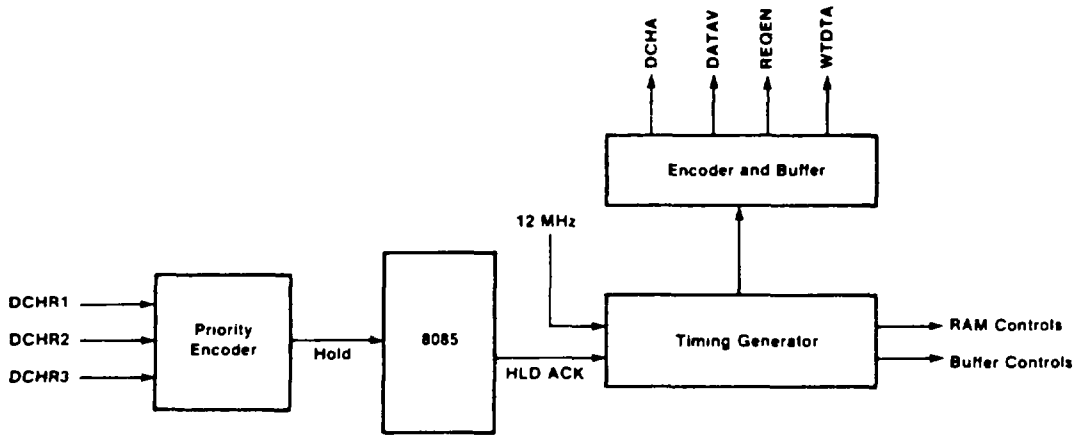 DCHA
DATAV
REQEN
WTDTA
Encoder and Buffer
12 MHz
DCHR1
DCHR2
DCHR3
Priority
Encoder
Hold
8085
HLD ACK
Timing Generator
RAM Controls
Buffer Controls